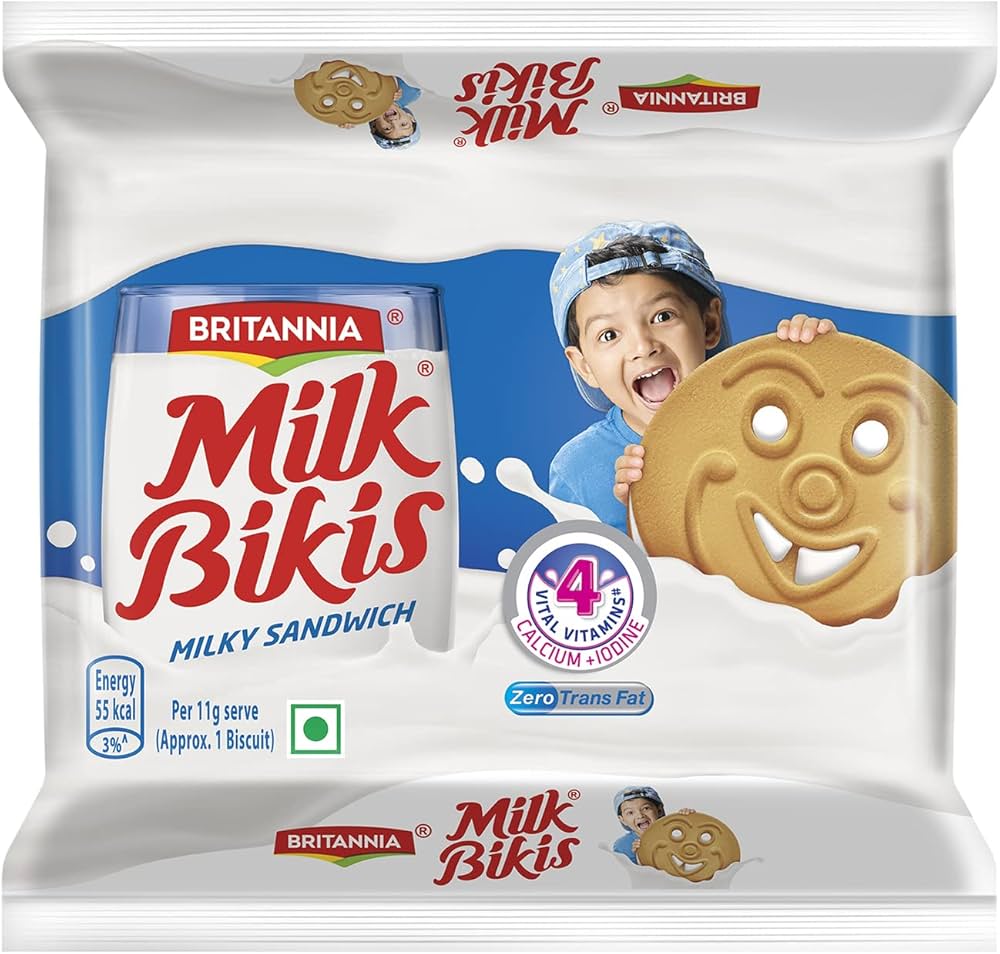 Milk
Bikis®
BRITANNIA®
BRITANNIA®
Milk®
Bikis
MILKY SANDWICH
4
VITAL VITAMINS#
CALCIUM + IODINE
Zero Trans Fat
Energy
55 kcal
3%^
Per 11g serve
(Approx. 1 Biscuit)
BRITANNIA®
Milk®
Bikis